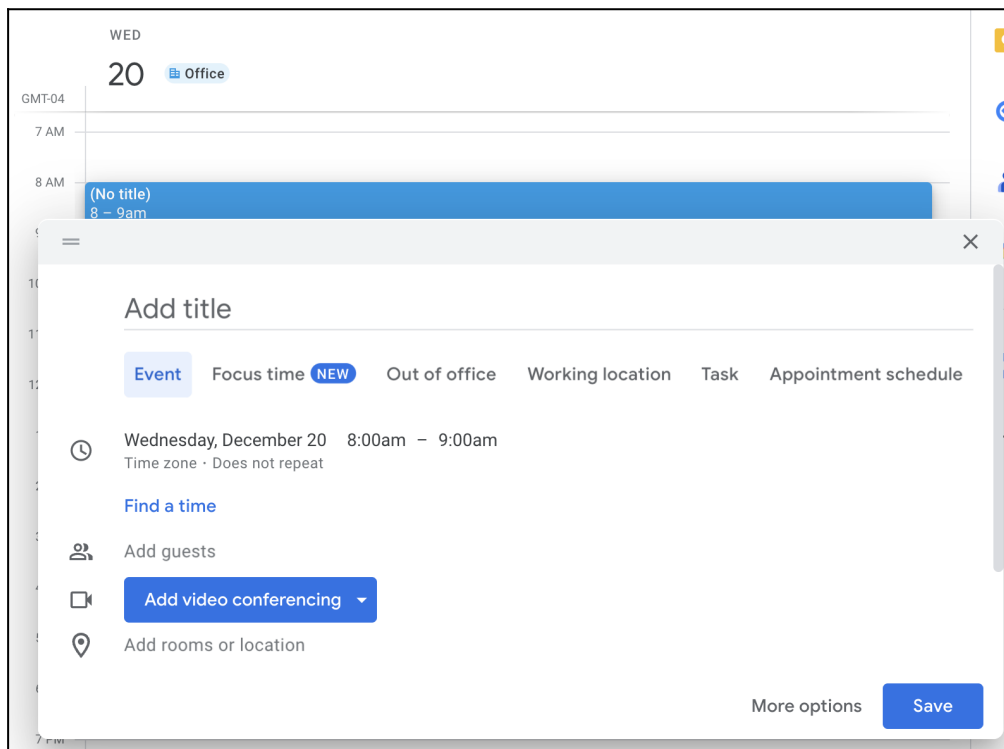 WED
20 Office
GMT-04
7 AM
8 AM
(No title)
8 – 9am
Add title
Event Focus time NEW Out of office Working location Task Appointment schedule
Wednesday, December 20 8:00am – 9:00am
Time zone · Does not repeat
Find a time
Add guests
Add video conferencing
Add rooms or location
More options Save
7 PM